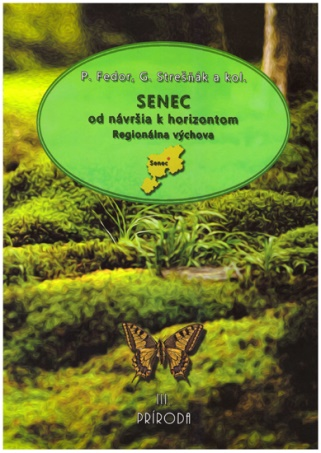 P. Fedor, G. Strešňák a kol.
SENEC
od návršia k horizontom
Regionálna výchova
Senec
III
PRÍRODA